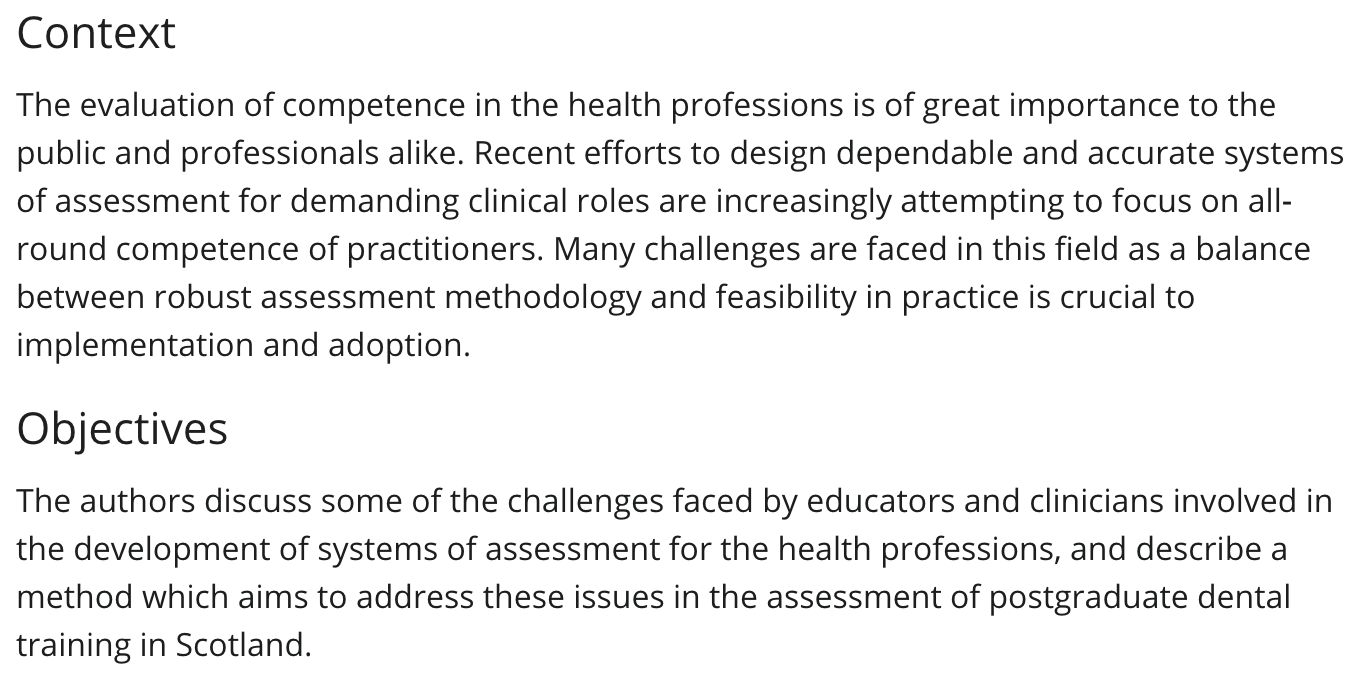 Context
The evaluation of competence in the health professions is of great importance to the
public and professionals alike. Recent efforts to design dependable and accurate systems
of assessment for demanding clinical roles are increasingly attempting to focus on all-
round competence of practitioners. Many challenges are faced in this field as a balance
between robust assessment methodology and feasibility in practice is crucial to
implementation and adoption.
Objectives
The authors discuss some of the challenges faced by educators and clinicians involved in
the development of systems of assessment for the health professions, and describe a
method which aims to address these issues in the assessment of postgraduate dental
training in Scotland.